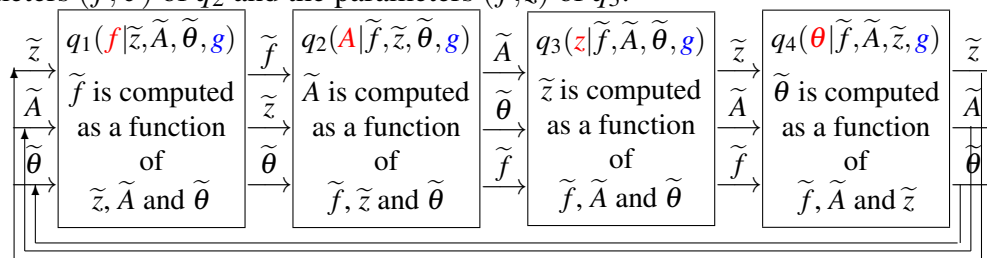 z̃ q₁(f|z̃, Ã, θ̃, g) f̃ q₂(A|f̃, z̃, θ̃, g) Ã q₃(z|f̃, Ã, θ̃, g) z̃ q₄(θ|f̃, Ã, z̃, g) z̃
f̃ is computed Ã is computed z̃ is computed θ̃ is computed
Ã as a function z̃ as a function θ̃ as a function Ã as a function Ã
θ̃ of θ̃ of f̃ of f̃ of θ̃
z̃, Ã and θ̃ f̃, z̃ and θ̃ f̃, Ã and θ̃ f̃, Ã and z̃